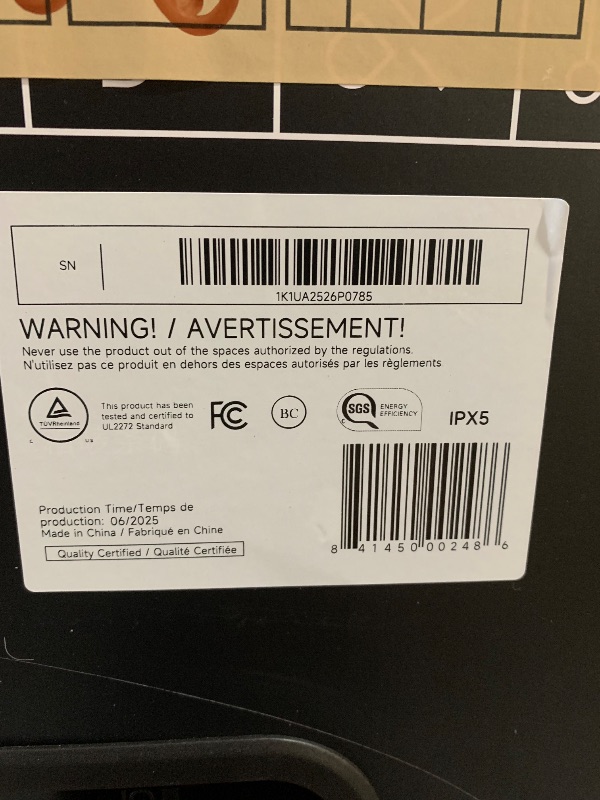 SN
1K1UA2526P0785
WARNING! / AVERTISSEMENT!
Never use the product out of the spaces authorized by the regulations.
N'utilisez pas ce produit en dehors des espaces autorisés par les règlements
TÜVRheinland
This product has been
tested and certified to
UL2272 Standard
FC
BC
SGS
ENERGY
EFFICIENCY
IPX5
Production Time/Temps de
production: 06/2025
Made in China / Fabriqué en Chine
Quality Certified / Qualité Certifiée
8 41450 00248 6